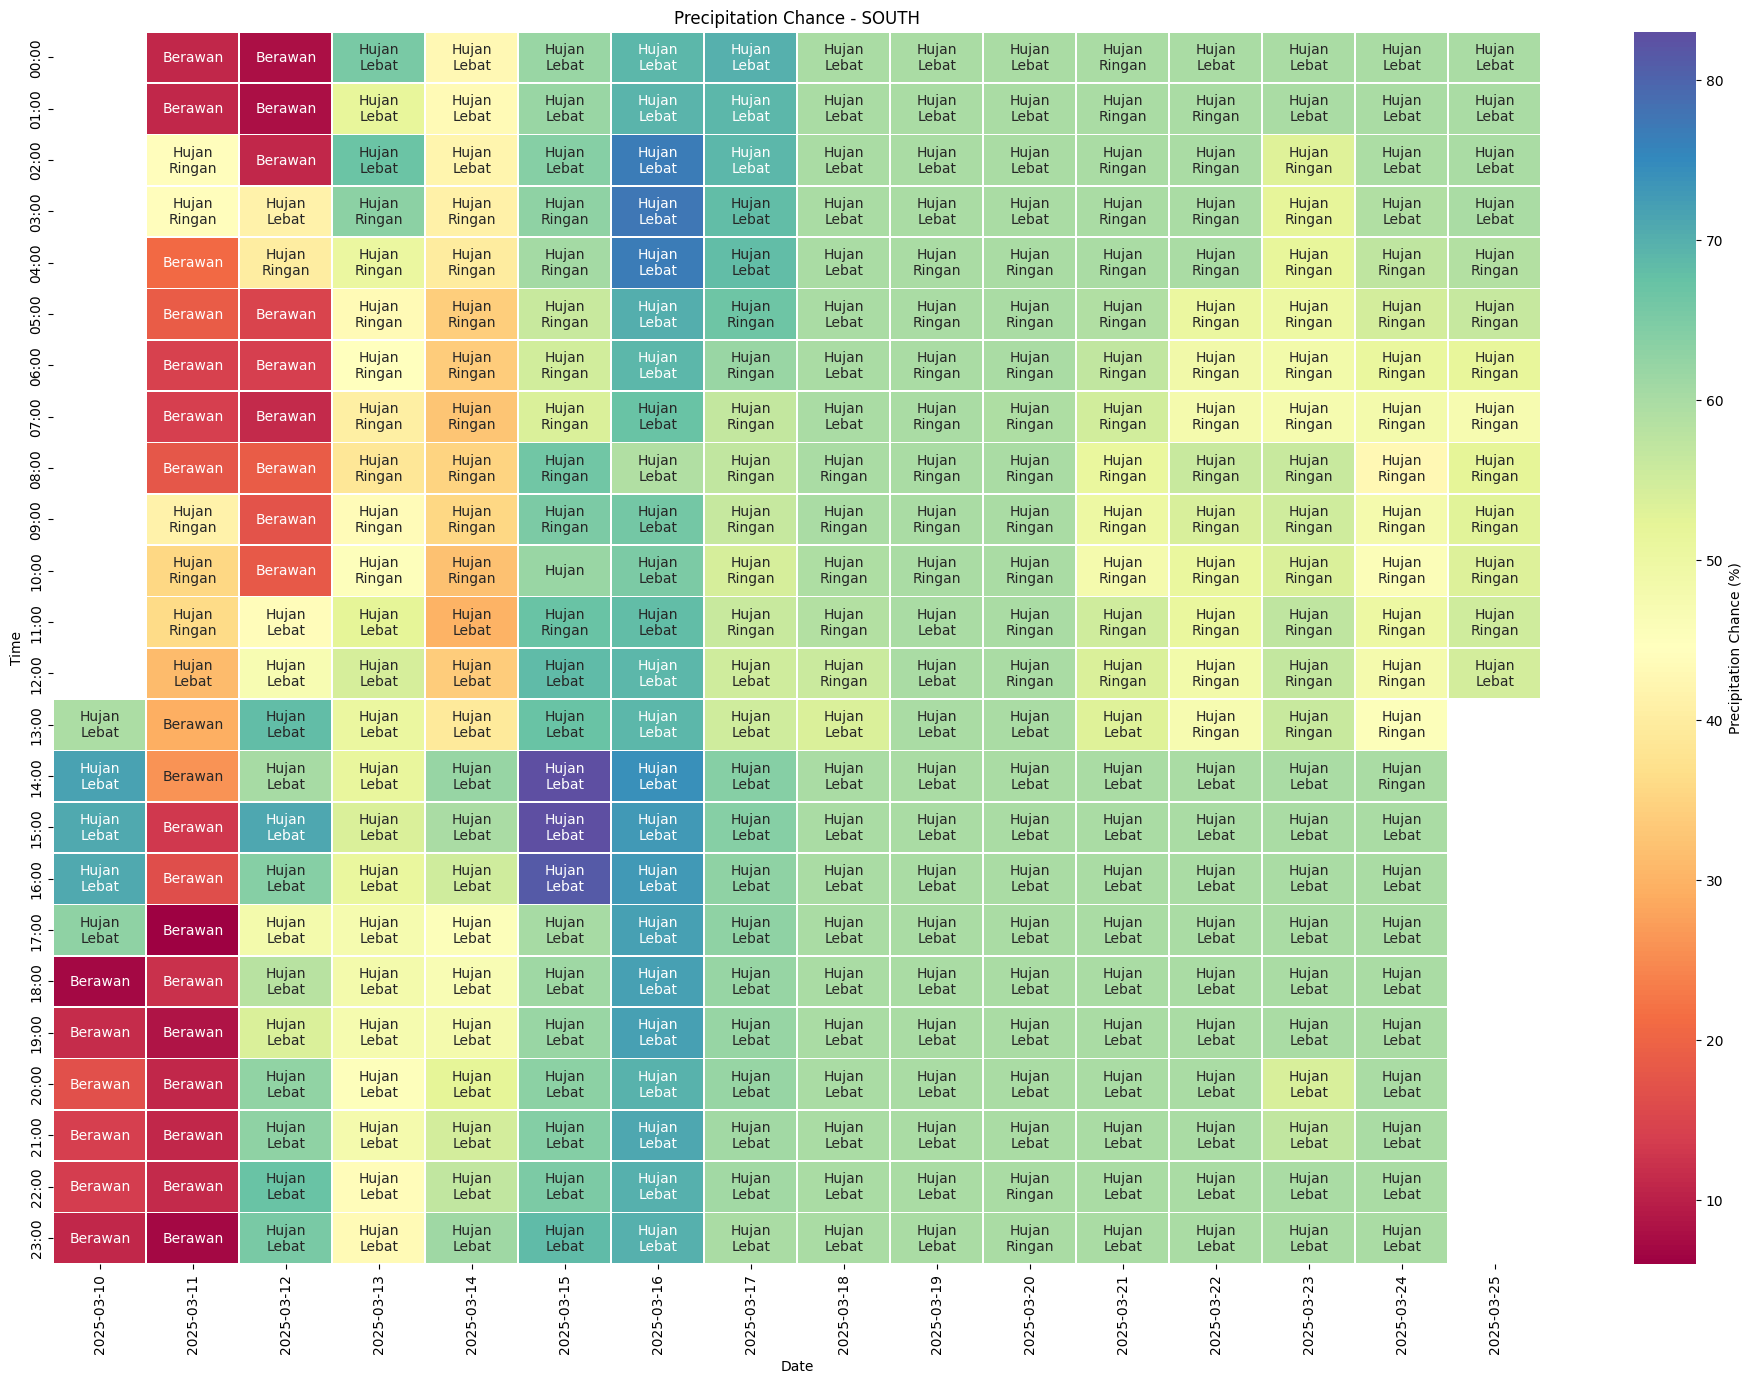 Precipitation Chance - SOUTH
00:00 Berawan Berawan Hujan Lebat Hujan Lebat Hujan Lebat Hujan Lebat Hujan Lebat Hujan Lebat Hujan Lebat Hujan Lebat Hujan Ringan Hujan Lebat Hujan Lebat Hujan Lebat Hujan Lebat
01:00 Berawan Berawan Hujan Lebat Hujan Lebat Hujan Lebat Hujan Lebat Hujan Lebat Hujan Lebat Hujan Lebat Hujan Lebat Hujan Ringan Hujan Ringan Hujan Lebat Hujan Lebat Hujan Lebat
02:00 Hujan Ringan Berawan Hujan Lebat Hujan Lebat Hujan Lebat Hujan Lebat Hujan Lebat Hujan Lebat Hujan Lebat Hujan Lebat Hujan Ringan Hujan Ringan Hujan Ringan Hujan Lebat Hujan Lebat
03:00 Hujan Ringan Hujan Lebat Hujan Ringan Hujan Ringan Hujan Ringan Hujan Lebat Hujan Lebat Hujan Lebat Hujan Lebat Hujan Lebat Hujan Ringan Hujan Ringan Hujan Ringan Hujan Lebat Hujan Lebat
04:00 Berawan Hujan Ringan Hujan Ringan Hujan Ringan Hujan Ringan Hujan Lebat Hujan Lebat Hujan Lebat Hujan Ringan Hujan Ringan Hujan Ringan Hujan Ringan Hujan Ringan Hujan Ringan Hujan Ringan
05:00 Berawan Berawan Hujan Ringan Hujan Ringan Hujan Ringan Hujan Lebat Hujan Ringan Hujan Lebat Hujan Ringan Hujan Ringan Hujan Ringan Hujan Ringan Hujan Ringan Hujan Ringan Hujan Ringan
06:00 Berawan Berawan Hujan Ringan Hujan Ringan Hujan Ringan Hujan Lebat Hujan Ringan Hujan Lebat Hujan Ringan Hujan Ringan Hujan Ringan Hujan Ringan Hujan Ringan Hujan Ringan Hujan Ringan
07:00 Berawan Berawan Hujan Ringan Hujan Ringan Hujan Ringan Hujan Lebat Hujan Ringan Hujan Lebat Hujan Ringan Hujan Ringan Hujan Ringan Hujan Ringan Hujan Ringan Hujan Ringan Hujan Ringan
08:00 Berawan Berawan Hujan Ringan Hujan Ringan Hujan Ringan Hujan Lebat Hujan Ringan Hujan Ringan Hujan Ringan Hujan Ringan Hujan Ringan Hujan Ringan Hujan Ringan Hujan Ringan Hujan Ringan
09:00 Hujan Ringan Berawan Hujan Ringan Hujan Ringan Hujan Ringan Hujan Lebat Hujan Ringan Hujan Ringan Hujan Ringan Hujan Ringan Hujan Ringan Hujan Ringan Hujan Ringan Hujan Ringan Hujan Ringan
10:00 Hujan Ringan Berawan Hujan Ringan Hujan Ringan Hujan Hujan Lebat Hujan Ringan Hujan Ringan Hujan Ringan Hujan Ringan Hujan Ringan Hujan Ringan Hujan Ringan Hujan Ringan Hujan Ringan
11:00 Hujan Ringan Hujan Lebat Hujan Lebat Hujan Lebat Hujan Ringan Hujan Lebat Hujan Ringan Hujan Ringan Hujan Lebat Hujan Ringan Hujan Ringan Hujan Ringan Hujan Ringan Hujan Ringan Hujan Ringan
12:00 Hujan Lebat Hujan Lebat Hujan Lebat Hujan Lebat Hujan Lebat Hujan Lebat Hujan Lebat Hujan Ringan Hujan Lebat Hujan Ringan Hujan Ringan Hujan Ringan Hujan Ringan Hujan Ringan Hujan Lebat
13:00 Hujan Lebat Berawan Hujan Lebat Hujan Lebat Hujan Lebat Hujan Lebat Hujan Lebat Hujan Lebat Hujan Lebat Hujan Lebat Hujan Lebat Hujan Lebat Hujan Ringan Hujan Ringan Hujan Ringan
14:00 Hujan Lebat Berawan Hujan Lebat Hujan Lebat Hujan Lebat Hujan Lebat Hujan Lebat Hujan Lebat Hujan Lebat Hujan Lebat Hujan Lebat Hujan Lebat Hujan Lebat Hujan Lebat Hujan Ringan
15:00 Hujan Lebat Berawan Hujan Lebat Hujan Lebat Hujan Lebat Hujan Lebat Hujan Lebat Hujan Lebat Hujan Lebat Hujan Lebat Hujan Lebat Hujan Lebat Hujan Lebat Hujan Lebat Hujan Lebat
16:00 Hujan Lebat Berawan Hujan Lebat Hujan Lebat Hujan Lebat Hujan Lebat Hujan Lebat Hujan Lebat Hujan Lebat Hujan Lebat Hujan Lebat Hujan Lebat Hujan Lebat Hujan Lebat Hujan Lebat
17:00 Hujan Lebat Berawan Hujan Lebat Hujan Lebat Hujan Lebat Hujan Lebat Hujan Lebat Hujan Lebat Hujan Lebat Hujan Lebat Hujan Lebat Hujan Lebat Hujan Lebat Hujan Lebat Hujan Lebat
18:00 Berawan Berawan Hujan Lebat Hujan Lebat Hujan Lebat Hujan Lebat Hujan Lebat Hujan Lebat Hujan Lebat Hujan Lebat Hujan Lebat Hujan Lebat Hujan Lebat Hujan Lebat Hujan Lebat
19:00 Berawan Berawan Hujan Lebat Hujan Lebat Hujan Lebat Hujan Lebat Hujan Lebat Hujan Lebat Hujan Lebat Hujan Lebat Hujan Lebat Hujan Lebat Hujan Lebat Hujan Lebat Hujan Lebat
20:00 Berawan Berawan Hujan Lebat Hujan Lebat Hujan Lebat Hujan Lebat Hujan Lebat Hujan Lebat Hujan Lebat Hujan Lebat Hujan Lebat Hujan Lebat Hujan Lebat Hujan Lebat Hujan Lebat
21:00 Berawan Berawan Hujan Lebat Hujan Lebat Hujan Lebat Hujan Lebat Hujan Lebat Hujan Lebat Hujan Lebat Hujan Lebat Hujan Lebat Hujan Lebat Hujan Lebat Hujan Lebat Hujan Lebat
22:00 Berawan Berawan Hujan Lebat Hujan Lebat Hujan Lebat Hujan Lebat Hujan Lebat Hujan Lebat Hujan Lebat Hujan Lebat Hujan Ringan Hujan Lebat Hujan Lebat Hujan Lebat Hujan Lebat
23:00 Berawan Berawan Hujan Lebat Hujan Lebat Hujan Lebat Hujan Lebat Hujan Lebat Hujan Lebat Hujan Lebat Hujan Lebat Hujan Ringan Hujan Lebat Hujan Lebat Hujan Lebat Hujan Lebat
Time
2025-03-10 2025-03-11 2025-03-12 2025-03-13 2025-03-14 2025-03-15 2025-03-16 2025-03-17 2025-03-18 2025-03-19 2025-03-20 2025-03-21 2025-03-22 2025-03-23 2025-03-24 2025-03-25
Date
80
70
60
50
40
30
20
10
Precipitation Chance (%)